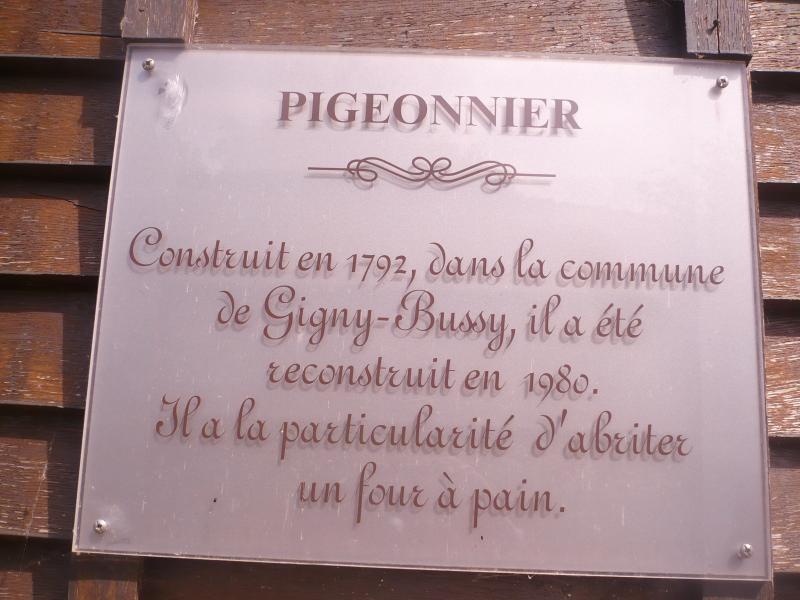 PIGEONNIER
Construit en 1792, dans la commune
de Gigny-Bussy, il a été
reconstruit en 1980.
Il a la particularité d'abriter
un four à pain.